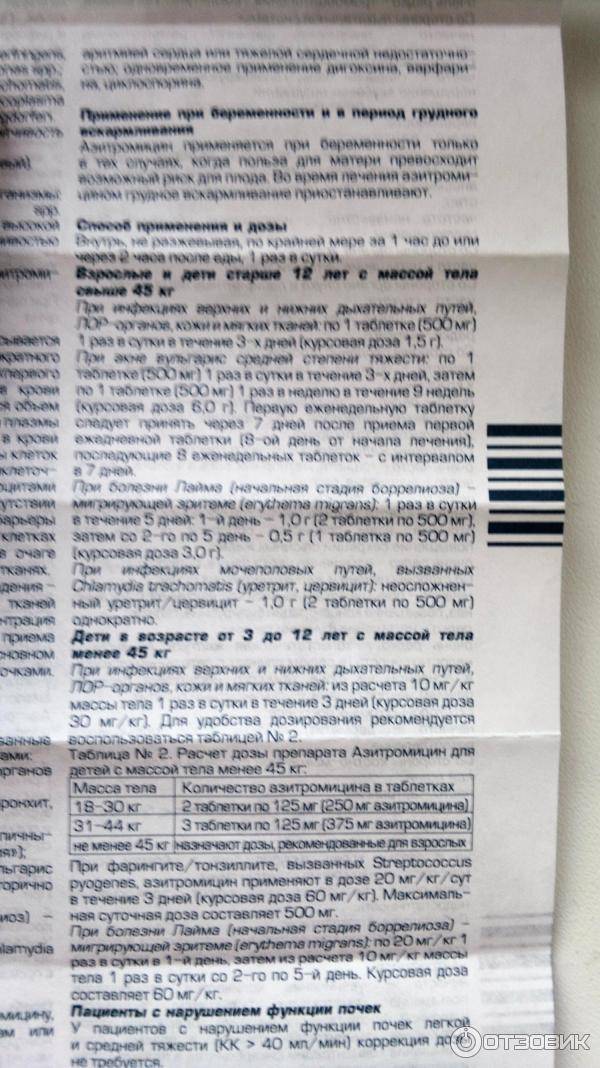 аритмией сердца или тяжелой сердечной недостаточно-
стью; одновременное применение дигоксина, варфари-
на, циклоспорина.
Применение при беременности и в период грудного
вскармливания
Азитромицин применяется при беременности только
в тех случаях, когда польза для матери превосходит
возможный риск для плода. Во время лечения азитроми-
цином грудное вскармливание приостанавливают.
Способ применения и дозы
Внутрь, не разжевывая, по крайней мере за 1 час до или
через 2 часа после еды, 1 раз в сутки.
Взрослые и дети старше 12 лет с массой тела
свыше 45 кг
При инфекциях верхних и нижних дыхательных путей,
ЛОР-органов, кожи и мягких тканей: по 1 таблетке (500 мг)
1 раз в сутки в течение 3-х дней (курсовая доза 1,5 г).
При акне вульгарис средней степени тяжести: по 1
таблетке (500 мг) 1 раз в сутки в течение 3-х дней, затем
по 1 таблетке (500 мг) 1 раз в неделю в течение 9 недель
(курсовая доза 6,0 г). Первую еженедельную таблетку
следует принять через 7 дней после приема первой
ежедневной таблетки (8-ой день от начала лечения),
последующие 8 еженедельных таблеток – с интервалом
в 7 дней.
При болезни Лайма (начальная стадия боррелиоза) –
мигрирующей эритеме (erythema migrans): 1 раз в сутки
в течение 5 дней: 1-й день – 1,0 г (2 таблетки по 500 мг),
затем со 2-го по 5 день – 0,5 г (1 таблетка по 500 мг)
(курсовая доза 3,0 г).
При инфекциях мочеполовых путей, вызванных
Chlamydia trachomatis (уретрит, цервицит): неосложнен-
ный уретрит/цервицит – 1,0 г (2 таблетки по 500 мг)
однократно.
Дети в возрасте от 3 до 12 лет с массой тела
менее 45 кг
При инфекциях верхних и нижних дыхательных путей,
ЛОР-органов, кожи и мягких тканей: из расчета 10 мг/кг
массы тела 1 раз в сутки в течение 3 дней (курсовая доза
30 мг/кг). Для удобства дозирования рекомендуется
воспользоваться таблицей № 2.
Таблица № 2. Расчет дозы препарата Азитромицин для
детей с массой тела менее 45 кг:
Масса тела Количество азитромицина в таблетках
18-30 кг 2 таблетки по 125 мг (250 мг азитромицина)
31-44 кг 3 таблетки по 125 мг (375 мг азитромицина)
не менее 45 кг назначают дозы, рекомендованные для взрослых
При фарингите/тонзиллите, вызванных Streptococcus
pyogenes, азитромицин применяют в дозе 20 мг/кг/сут
в течение 3 дней (курсовая доза 60 мг/кг). Максималь-
ная суточная доза составляет 500 мг.
При болезни Лайма (начальная стадия боррелиоза) –
мигрирующей эритеме (erythema migrans): по 20 мг/кг 1
раз в сутки в 1-й день, затем из расчета 10 мг/кг массы
тела 1 раз в сутки со 2-го по 5-й день. Курсовая доза
составляет 60 мг/кг.
Пациенты с нарушением функции почек
У пациентов с нарушением функции почек легкой
и средней тяжести (КК > 40 мл/мин) коррекция дозы
не требуется.
ОТЗОВИК